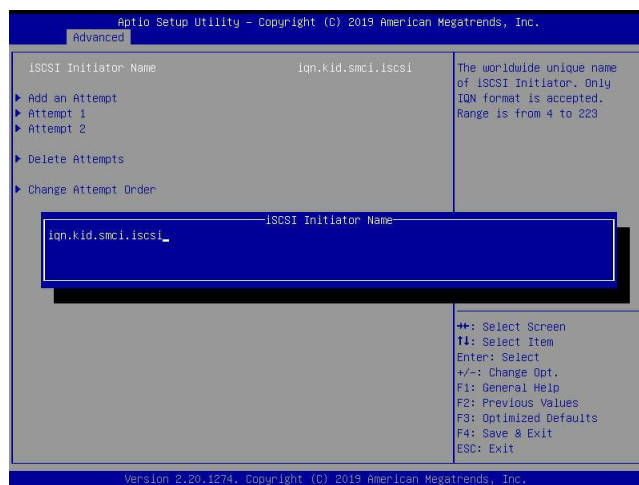 Aptio Setup Utility – Copyright (C) 2019 American Megatrends, Inc.
Advanced
iSCSI Initiator Name iqn.kid.smci.iscsi
Add an Attempt
Attempt 1
Attempt 2
Delete Attempts
Change Attempt Order
The worldwide unique name
of iSCSI Initiator. Only
IQN format is accepted.
Range is from 4 to 223
iSCSI Initiator Name
iqn.kid.smci.iscsi_
→←: Select Screen
↑↓: Select Item
Enter: Select
+/-: Change Opt.
F1: General Help
F2: Previous Values
F3: Optimized Defaults
F4: Save & Exit
ESC: Exit
Version 2.20.1274. Copyright (C) 2019 American Megatrends, Inc.